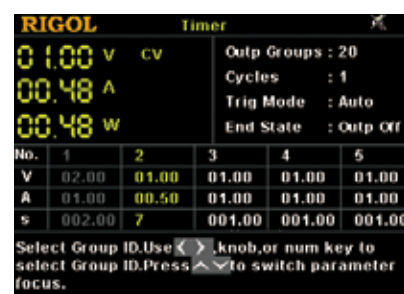 RIGOL Timer
01.00 V CV
00.48 A
00.48 W
Outp Groups : 20
Cycles : 1
Trig Mode : Auto
End State : Outp Off
No. 1 2 3 4 5
V 02.00 01.00 01.00 01.00 01.00
A 01.00 00.50 01.00 01.00 01.00
s 002.00 7 001.00 001.00 001.00
Select Group ID.Use < > ,knob,or num key to
select Group ID.Press ∧ ∨ to switch parameter
focus.